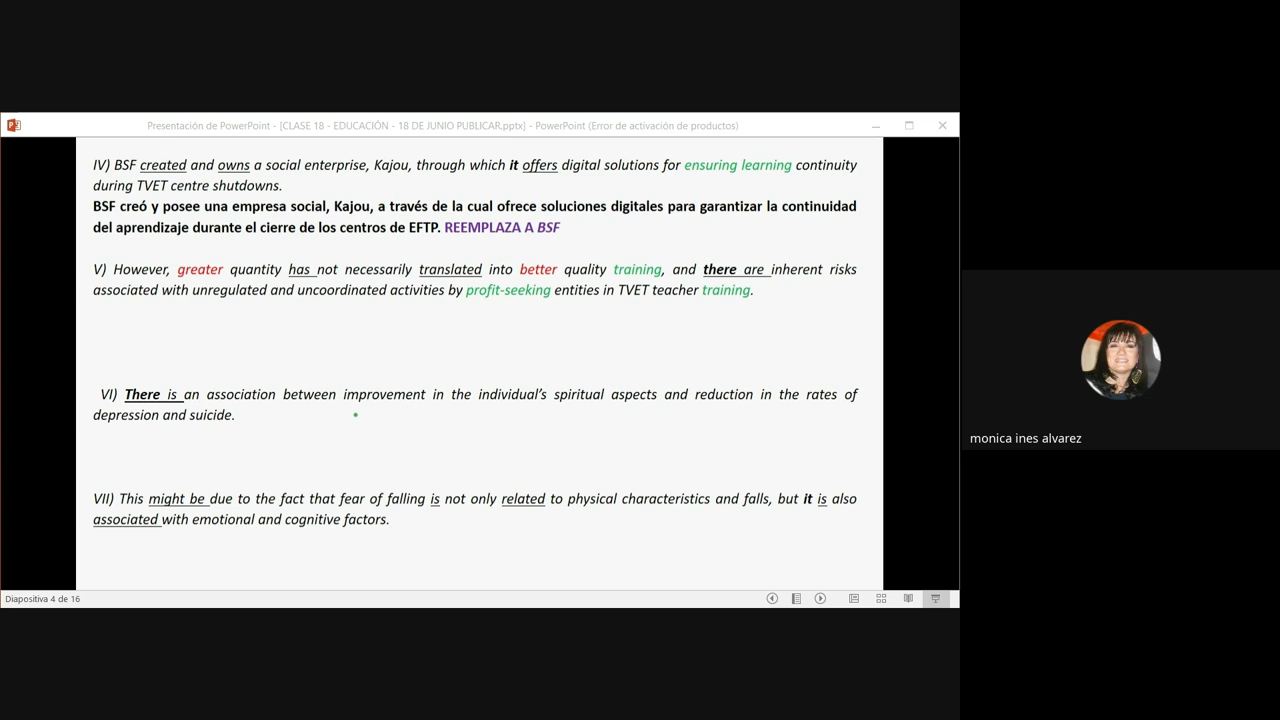 Presentación de PowerPoint - [CLASE 18 - EDUCACIÓN - 18 DE JUNIO PUBLICAR.pptx] - PowerPoint (Error de activación de productos)
IV) BSF created and owns a social enterprise, Kajou, through which it offers digital solutions for ensuring learning continuity
during TVET centre shutdowns.
BSF creó y posee una empresa social, Kajou, a través de la cual ofrece soluciones digitales para garantizar la continuidad
del aprendizaje durante el cierre de los centros de EFTP. REEMPLAZA A BSF
V) However, greater quantity has not necessarily translated into better quality training, and there are inherent risks
associated with unregulated and uncoordinated activities by profit-seeking entities in TVET teacher training.
VI) There is an association between improvement in the individual's spiritual aspects and reduction in the rates of
depression and suicide.
VII) This might be due to the fact that fear of falling is not only related to physical characteristics and falls, but it is also
associated with emotional and cognitive factors.
Diapositiva 4 de 16
monica ines alvarez